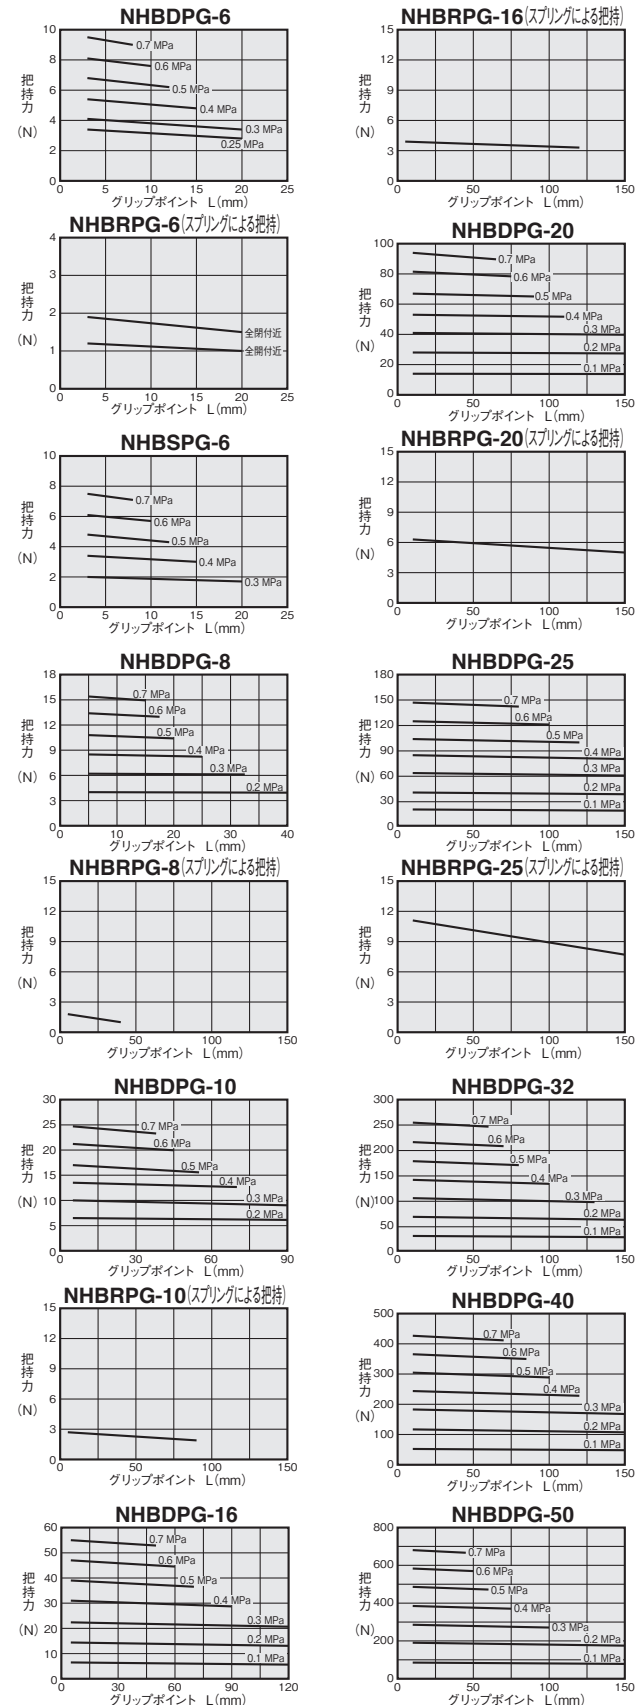 NHBDPG-6
10
8
6
4
2
0
把持力
(N)
0.7 MPa
0.6 MPa
0.5 MPa
0.4 MPa
0.3 MPa
0.25 MPa
0 5 10 15 20 25
グリップポイント L(mm)
NHBRPG-6(スプリングによる把持)
4
3
2
1
0
把持力
(N)
全閉付近
全開付近
0 5 10 15 20 25
グリップポイント L(mm)
NHBSPG-6
10
8
6
4
2
0
把持力
(N)
0.7 MPa
0.6 MPa
0.5 MPa
0.4 MPa
0.3 MPa
0 5 10 15 20 25
グリップポイント L(mm)
NHBDPG-8
18
15
12
9
6
3
0
把持力
(N)
0.7 MPa
0.6 MPa
0.5 MPa
0.4 MPa
0.3 MPa
0.2 MPa
0 10 20 30 40
グリップポイント L(mm)
NHBRPG-8(スプリングによる把持)
15
12
9
6
3
0
把持力
(N)
0 50 100 150
グリップポイント L(mm)
NHBDPG-10
30
25
20
15
10
5
0
把持力
(N)
0.7 MPa
0.6 MPa
0.5 MPa
0.4 MPa
0.3 MPa
0.2 MPa
0 30 60 90
グリップポイント L(mm)
NHBRPG-10(スプリングによる把持)
15
12
9
6
3
0
把持力
(N)
0 50 100 150
グリップポイント L(mm)
NHBDPG-16
60
50
40
30
20
10
0
把持力
(N)
0.7 MPa
0.6 MPa
0.5 MPa
0.4 MPa
0.3 MPa
0.2 MPa
0.1 MPa
0 30 60 90 120
グリップポイント L(mm)
NHBRPG-16(スプリングによる把持)
15
12
9
6
3
0
把持力
(N)
0 50 100 150
グリップポイント L(mm)
NHBDPG-20
100
80
60
40
20
0
把持力
(N)
0.7 MPa
0.6 MPa
0.5 MPa
0.4 MPa
0.3 MPa
0.2 MPa
0.1 MPa
0 50 100 150
グリップポイント L(mm)
NHBRPG-20(スプリングによる把持)
15
12
9
6
3
0
把持力
(N)
0 50 100 150
グリップポイント L(mm)
NHBDPG-25
180
150
120
90
60
30
0
把持力
(N)
0.7 MPa
0.6 MPa
0.5 MPa
0.4 MPa
0.3 MPa
0.2 MPa
0.1 MPa
0 50 100 150
グリップポイント L(mm)
NHBRPG-25(スプリングによる把持)
15
12
9
6
3
0
把持力
(N)
0 50 100 150
グリップポイント L(mm)
NHBDPG-32
300
250
200
150
100
50
0
把持力
(N)
0.7 MPa
0.6 MPa
0.5 MPa
0.4 MPa
0.3 MPa
0.2 MPa
0.1 MPa
0 50 100 150
グリップポイント L(mm)
NHBDPG-40
500
400
300
200
100
0
把持力
(N)
0.7 MPa
0.6 MPa
0.5 MPa
0.4 MPa
0.3 MPa
0.2 MPa
0.1 MPa
0 50 100 150
グリップポイント L(mm)
NHBDPG-50
800
600
400
200
0
把持力
(N)
0.7 MPa
0.6 MPa
0.5 MPa
0.4 MPa
0.3 MPa
0.2 MPa
0.1 MPa
0 50 100 150
グリップポイント L(mm)